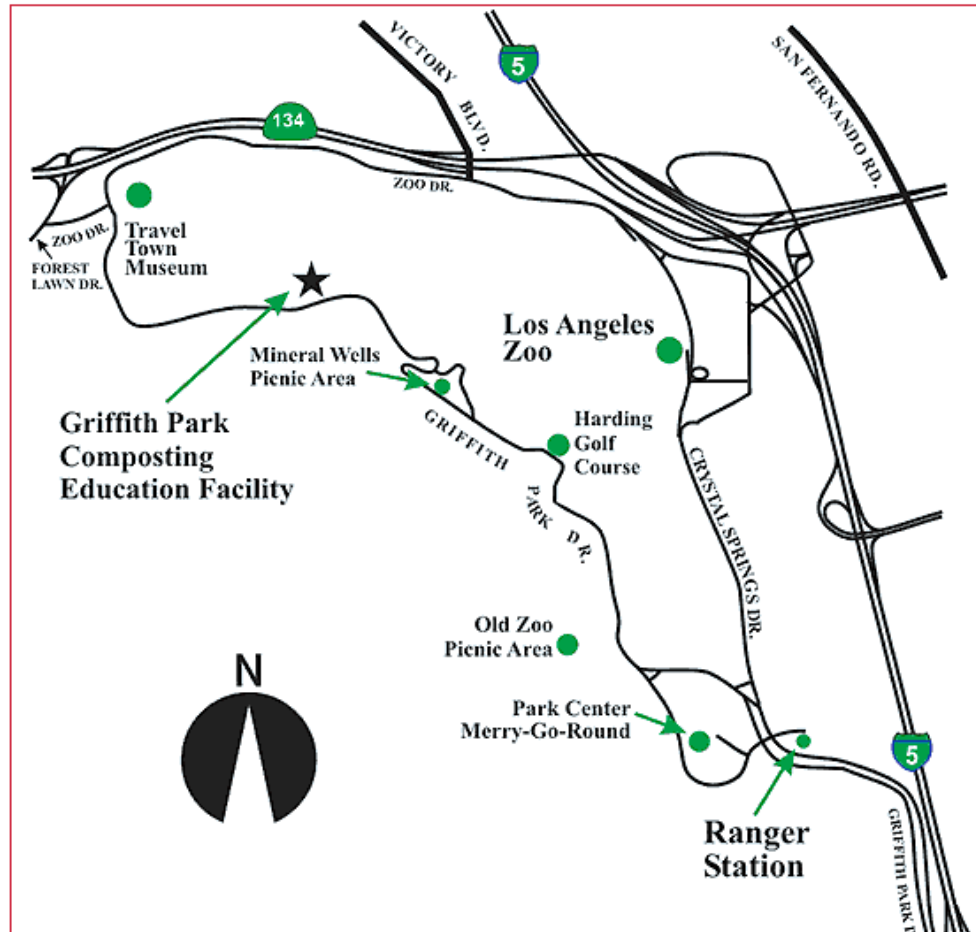 VICTORY
BLVD.
5
SAN FERNANDO RD.
134
ZOO DR.
ZOO DR.
FOREST
LAWN DR.
Travel
Town
Museum
Los Angeles
Zoo
Mineral Wells
Picnic Area
Griffith Park
Composting
Education Facility
GRIFFITH
PARK DR.
Harding
Golf
Course
CRYSTAL SPRINGS DR.
Old Zoo
Picnic Area
N
Park Center
Merry-Go-Round
5
Ranger
Station
GRIFFITH PARK